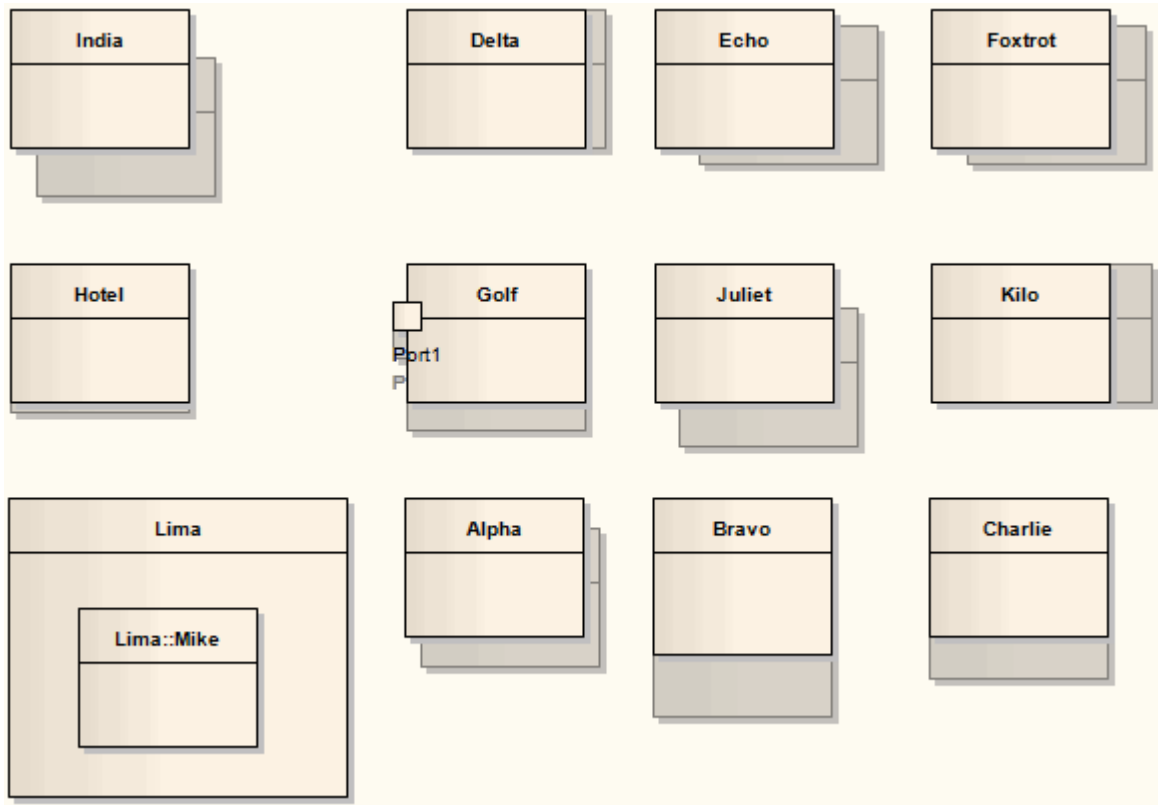 India
Delta
Echo
Foxtrot
Hotel
Golf
Juliet
Kilo
Port1
P
Lima
Alpha
Bravo
Charlie
Lima::Mike